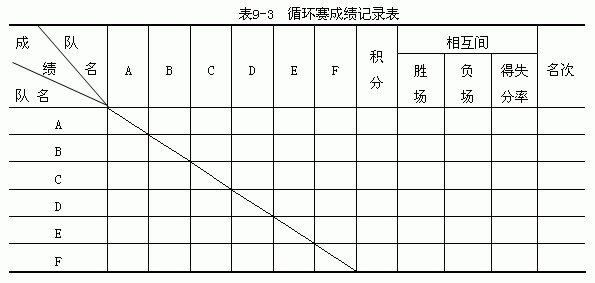 表9-3 循环赛成绩记录表
成 队
绩 名
队 名
A B C D E F 积分 相互间 名次
胜场 负场 得失分率
A
B
C
D
E
F